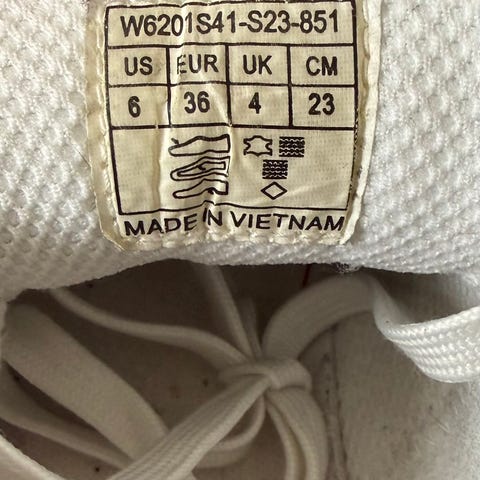 W6201S41-S23-851
US EUR UK CM
6 36 4 23
MADE IN VIETNAM